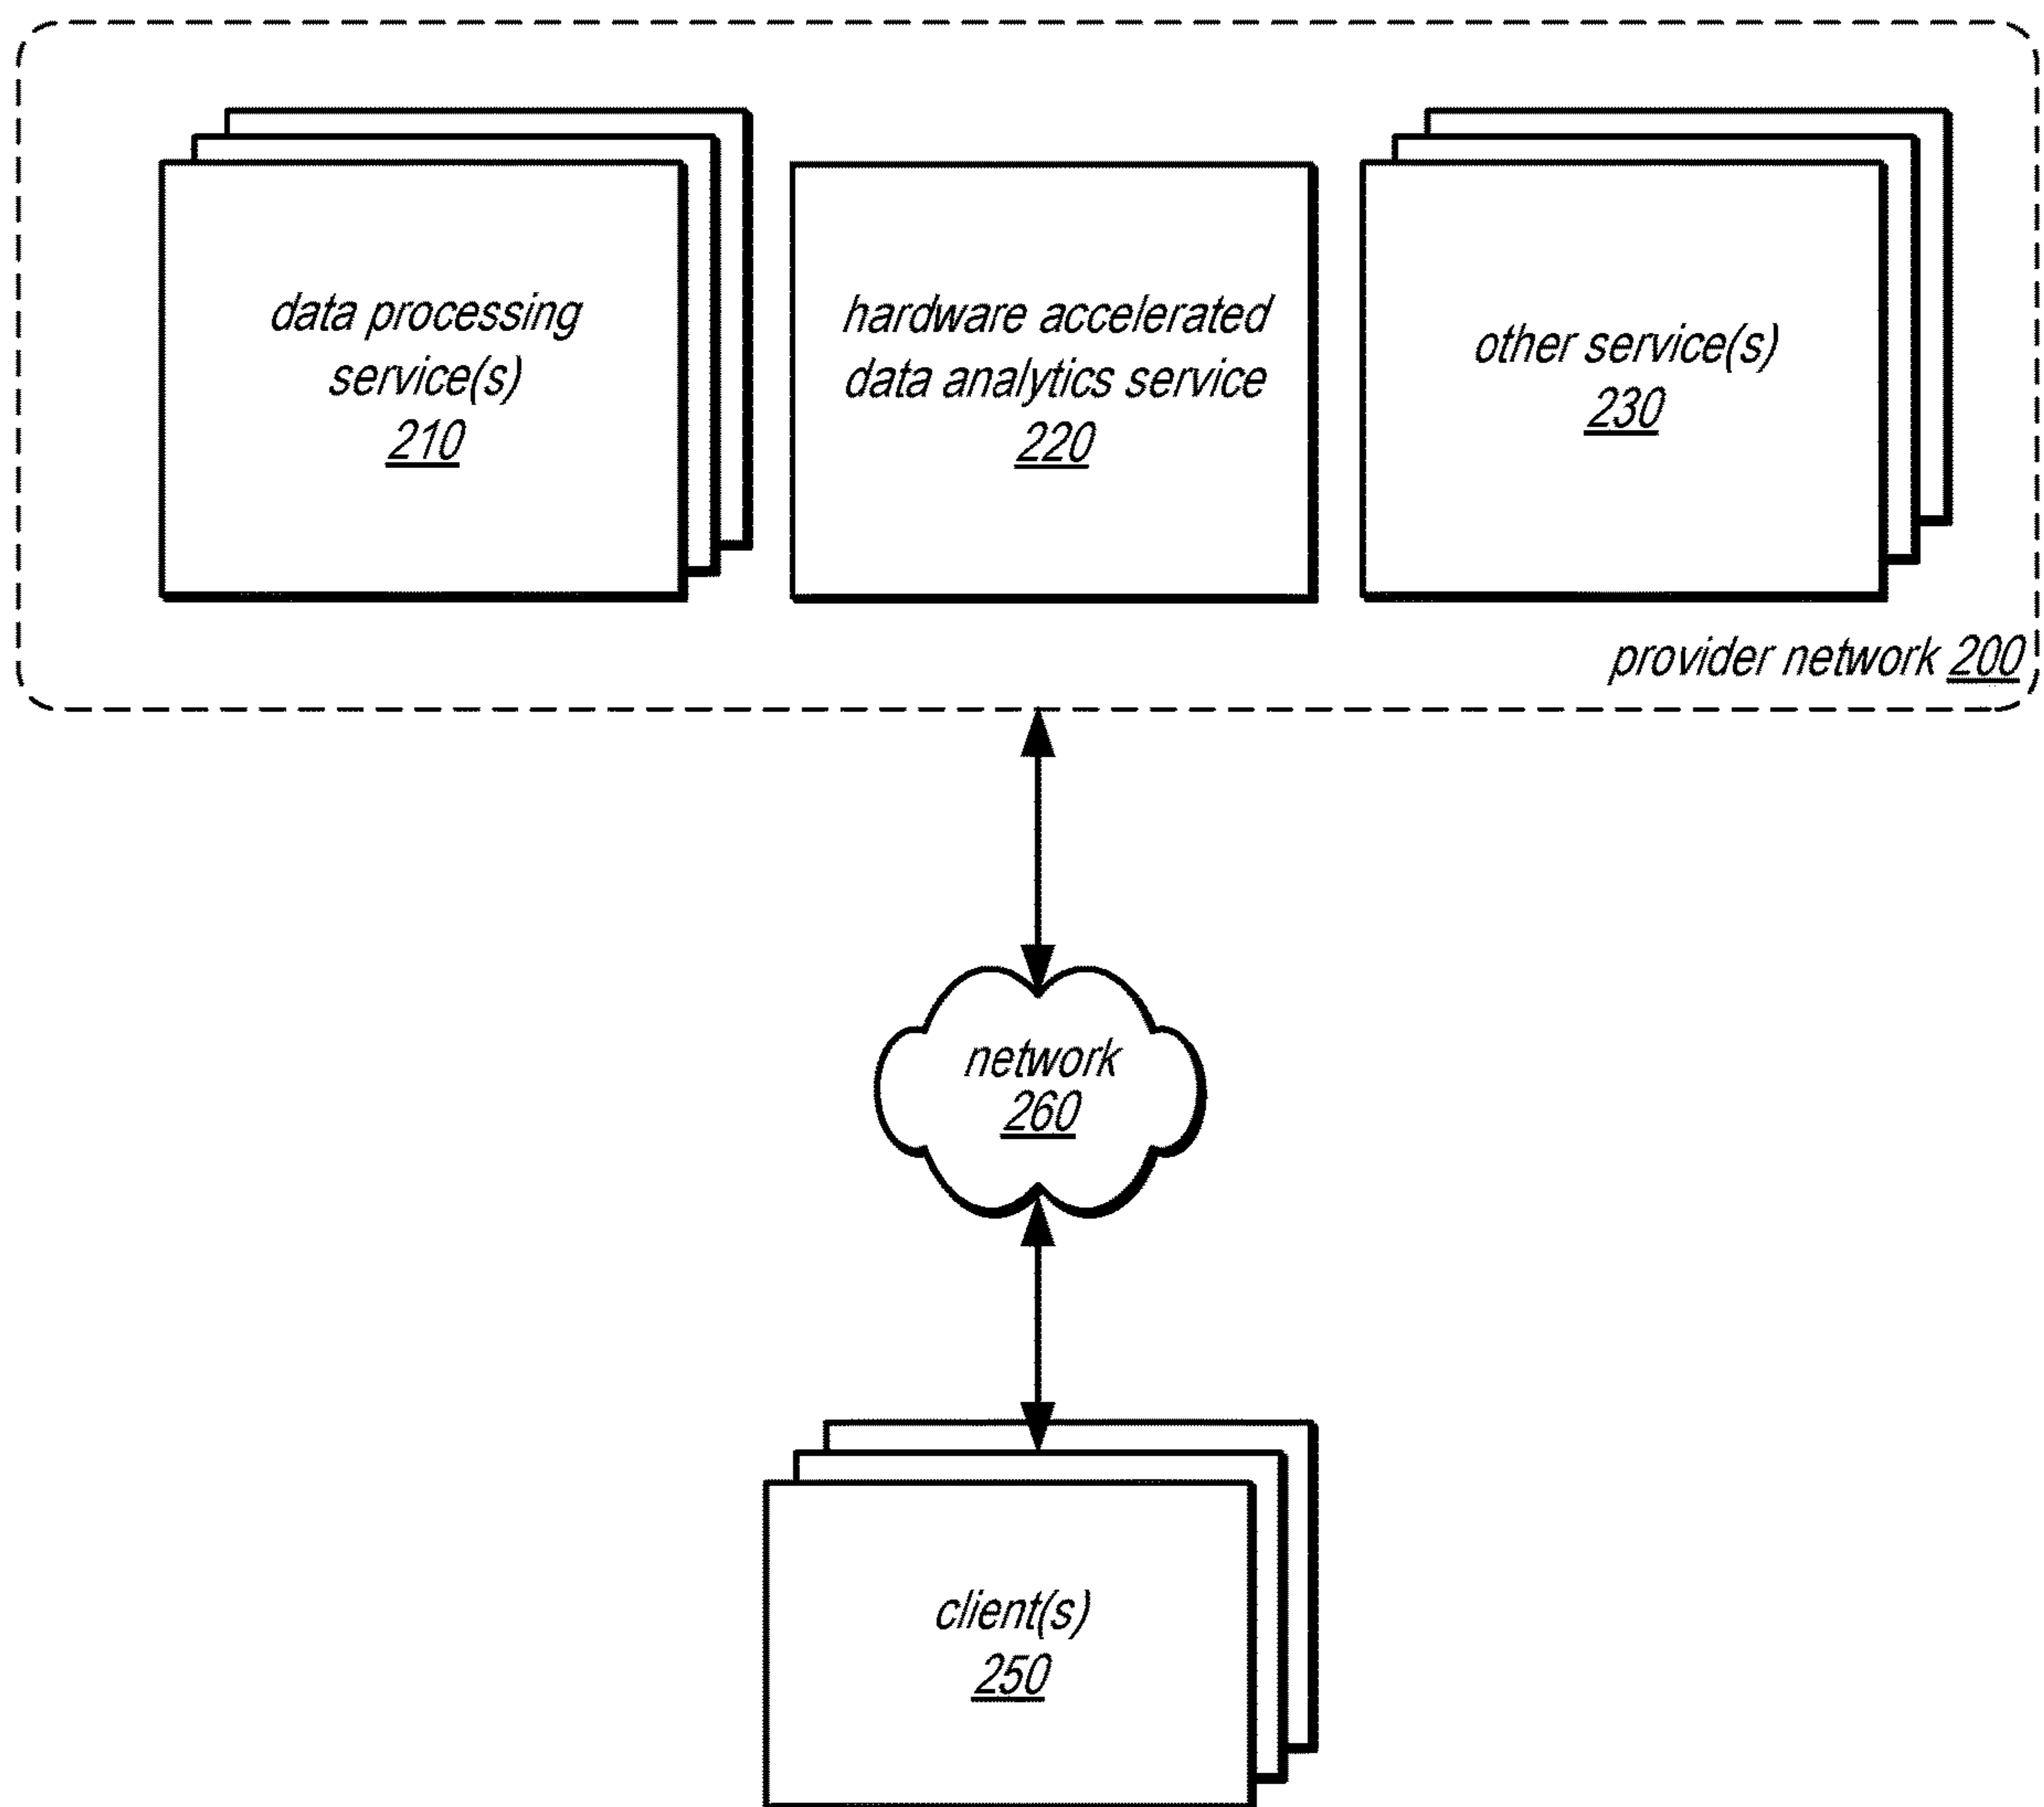 data processing
service(s)
210
hardware accelerated
data analytics service
220
other service(s)
230
provider network 200
network
260
client(s)
250